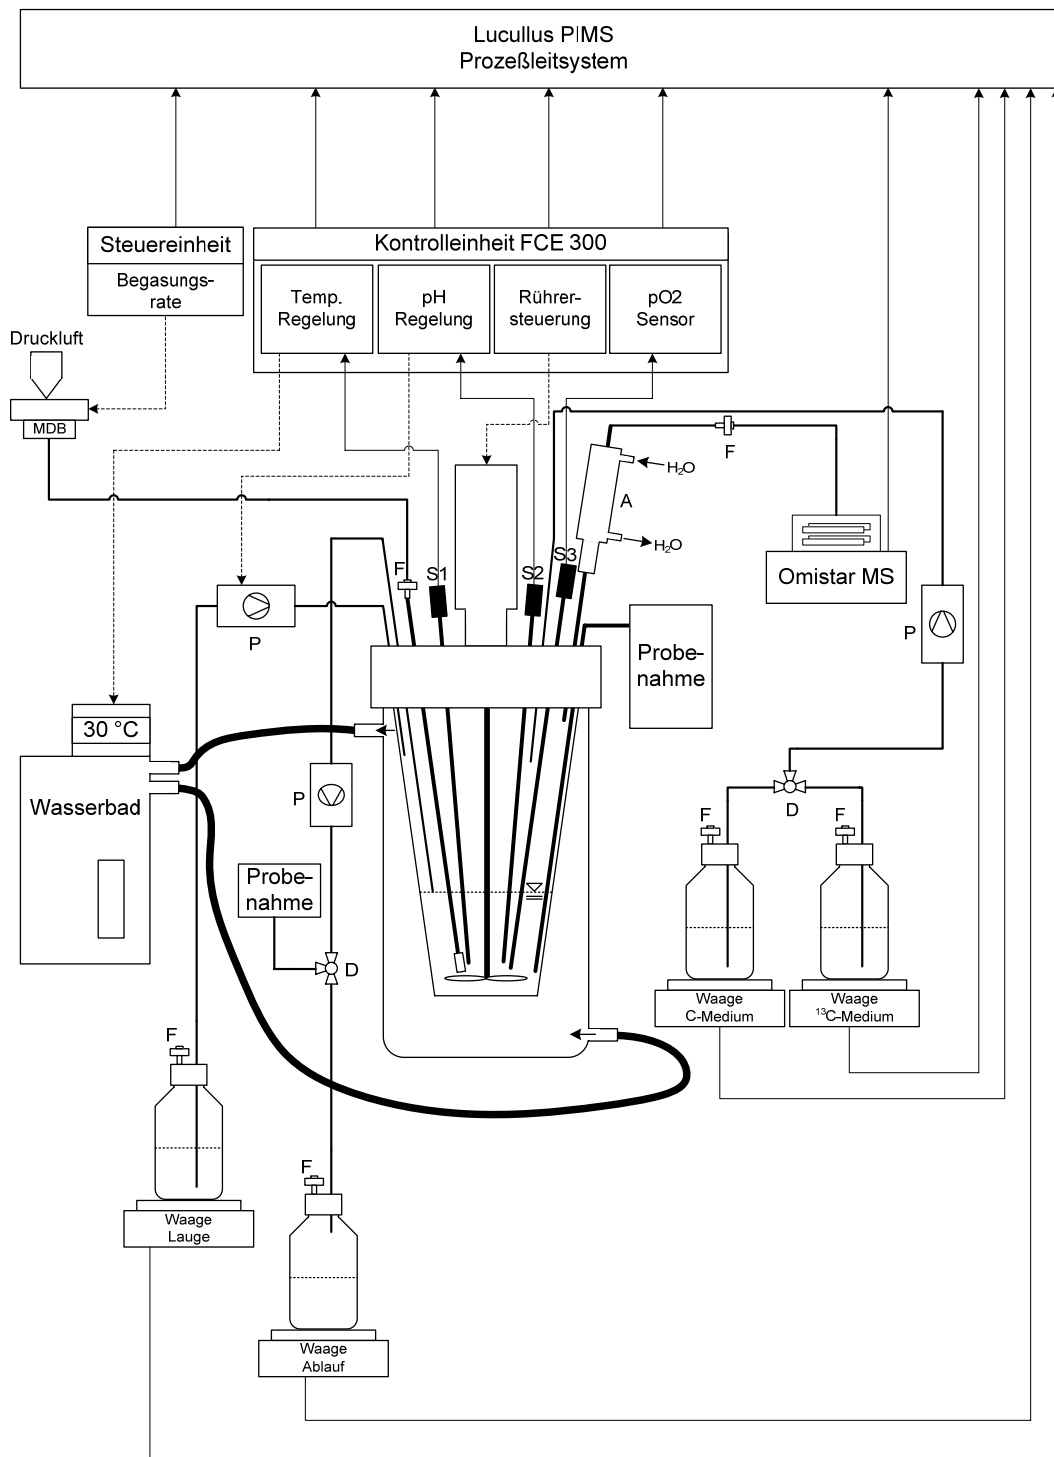 Lucullus PIMS
Prozeßleitsystem
Steuereinheit
Begasungs-
rate
Kontrolleinheit FCE 300
Temp.
Regelung
pH
Regelung
Rührer-
steuerung
pO2
Sensor
Druckluft
MDB
F
H2O
A
H2O
F
S1
S2
S3
Omistar MS
P
P
Probe-
nahme
30 °C
Wasserbad
P
D
F
F
Probe-
nahme
D
Waage
C-Medium
Waage
13C-Medium
F
Waage
Lauge
F
Waage
Ablauf